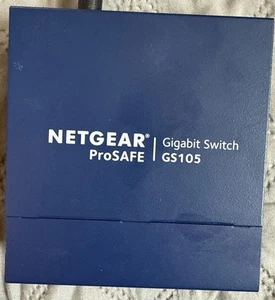 NETGEAR® | Gigabit Switch
ProSAFE | GS105